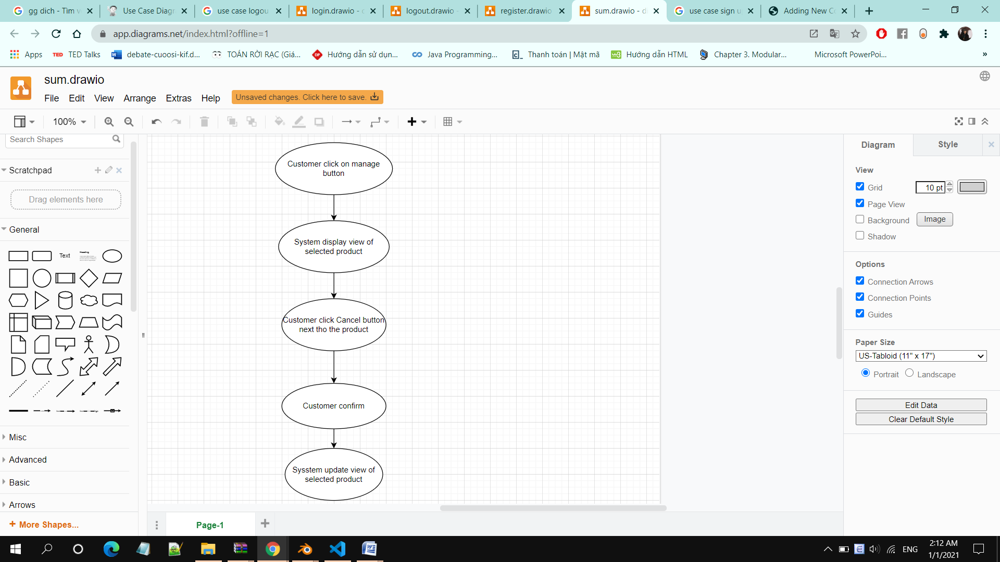 gg dich - Tìm v
Use Case Diagr
use case logou
login.drawio - d
logout.drawio -
register.drawio
sum.drawio - d
use case sign u
Adding New Co
app.diagrams.net/index.html?offline=1
Apps
TED TED Talks
debate-cuoosi-kif.d...
TOÁN RỜI RẠC (Giá...
Hướng dẫn sử dụn...
Java Programming...
Thanh toán | Mật mã
Hướng dẫn HTML
Chapter 3. Modular...
Microsoft PowerPoi...
»
sum.drawio
File Edit View Arrange Extras Help
Unsaved changes. Click here to save.
100%
Search Shapes
Scratchpad
Drag elements here
General
Text
Heading
Misc
Advanced
Basic
Arrows
+ More Shapes...
Customer click on manage
button
System display view of
selected product
Customer click Cancel button
next tho the product
Customer confirm
Sysstem update view of
selected product
Page-1
Diagram
Style
View
Grid
10 pt
Page View
Background
Image
Shadow
Options
Connection Arrows
Connection Points
Guides
Paper Size
US-Tabloid (11" x 17")
Portrait
Landscape
Edit Data
Clear Default Style
ENG
2:12 AM
1/1/2021